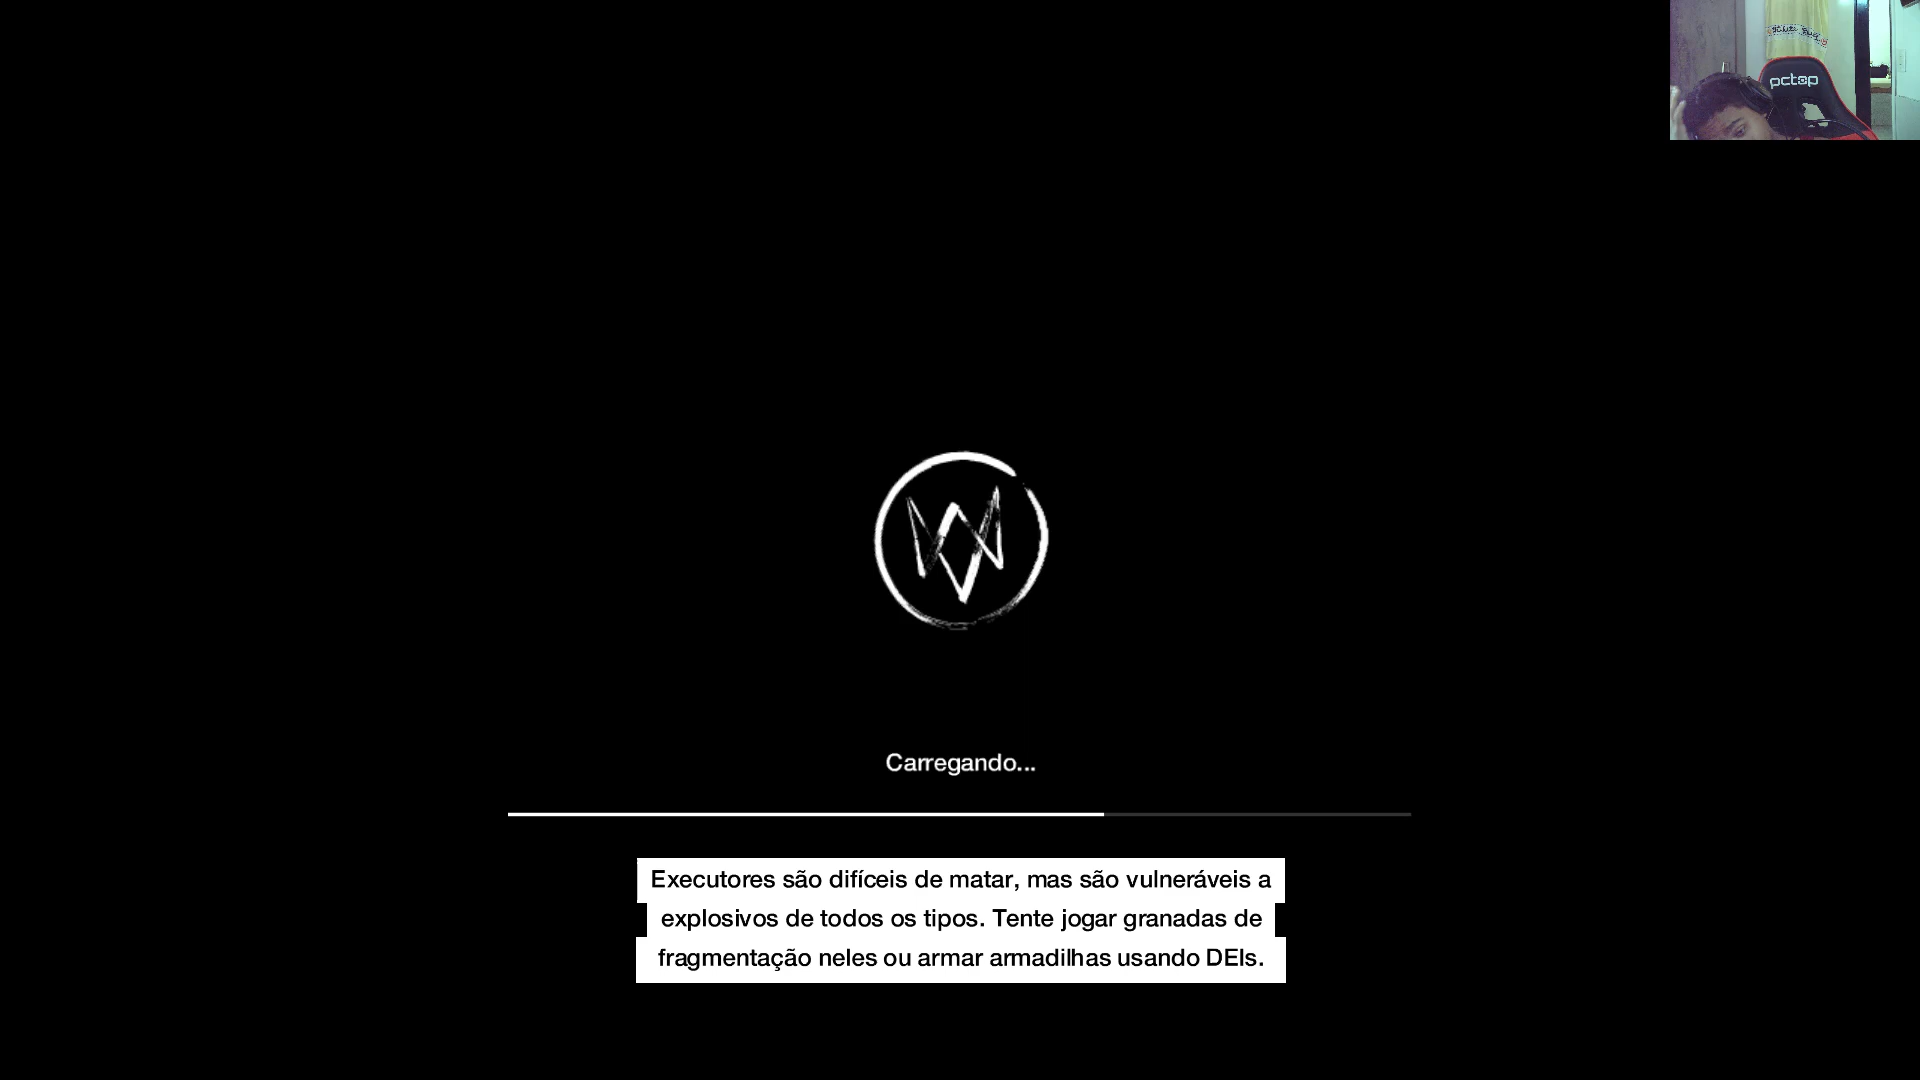 pctop
Carregando...
Executores são difíceis de matar, mas são vulneráveis a
explosivos de todos os tipos. Tente jogar granadas de
fragmentação neles ou armar armadilhas usando DEIs.